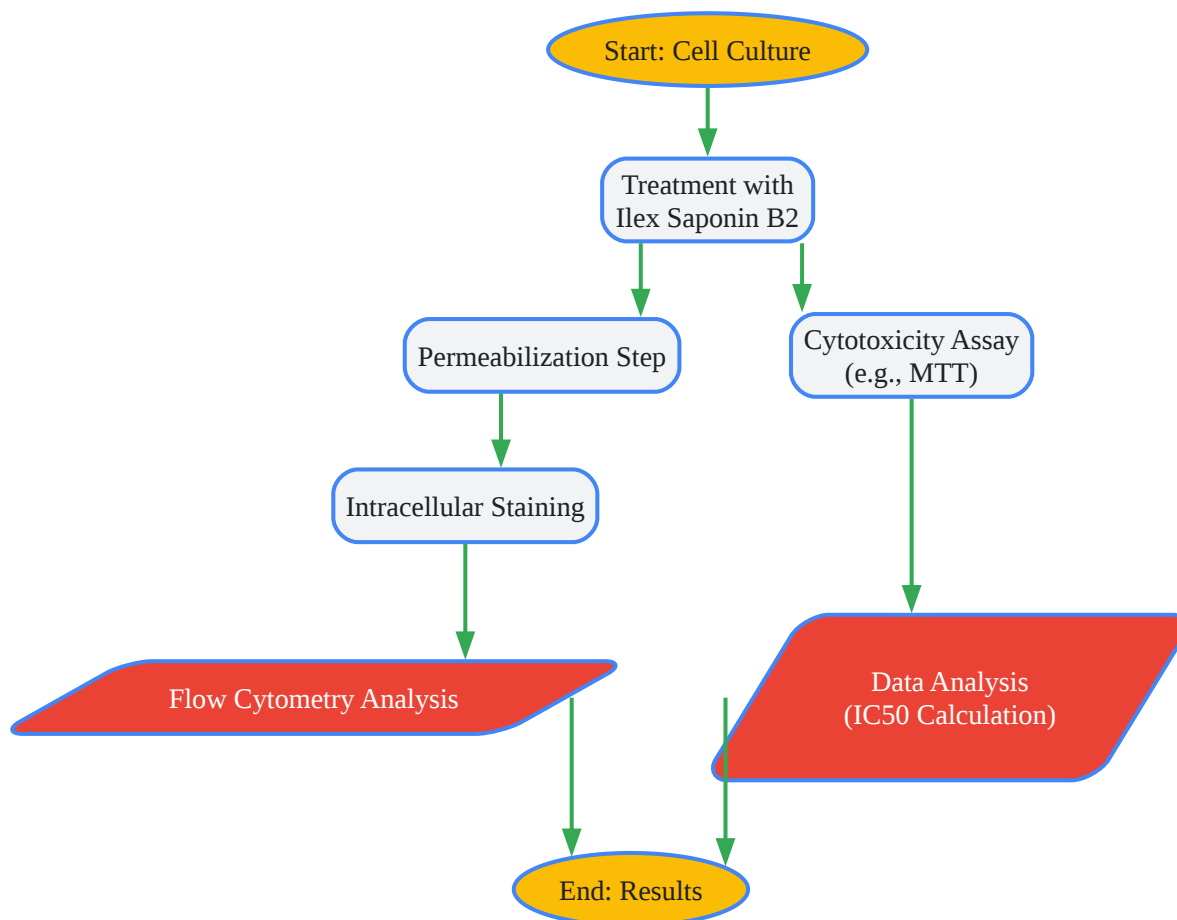 Start: Cell Culture
Treatment with
Ilex Saponin B2
Permeabilization Step
Cytotoxicity Assay
(e.g., MTT)
Intracellular Staining
Flow Cytometry Analysis
Data Analysis
(IC50 Calculation)
End: Results